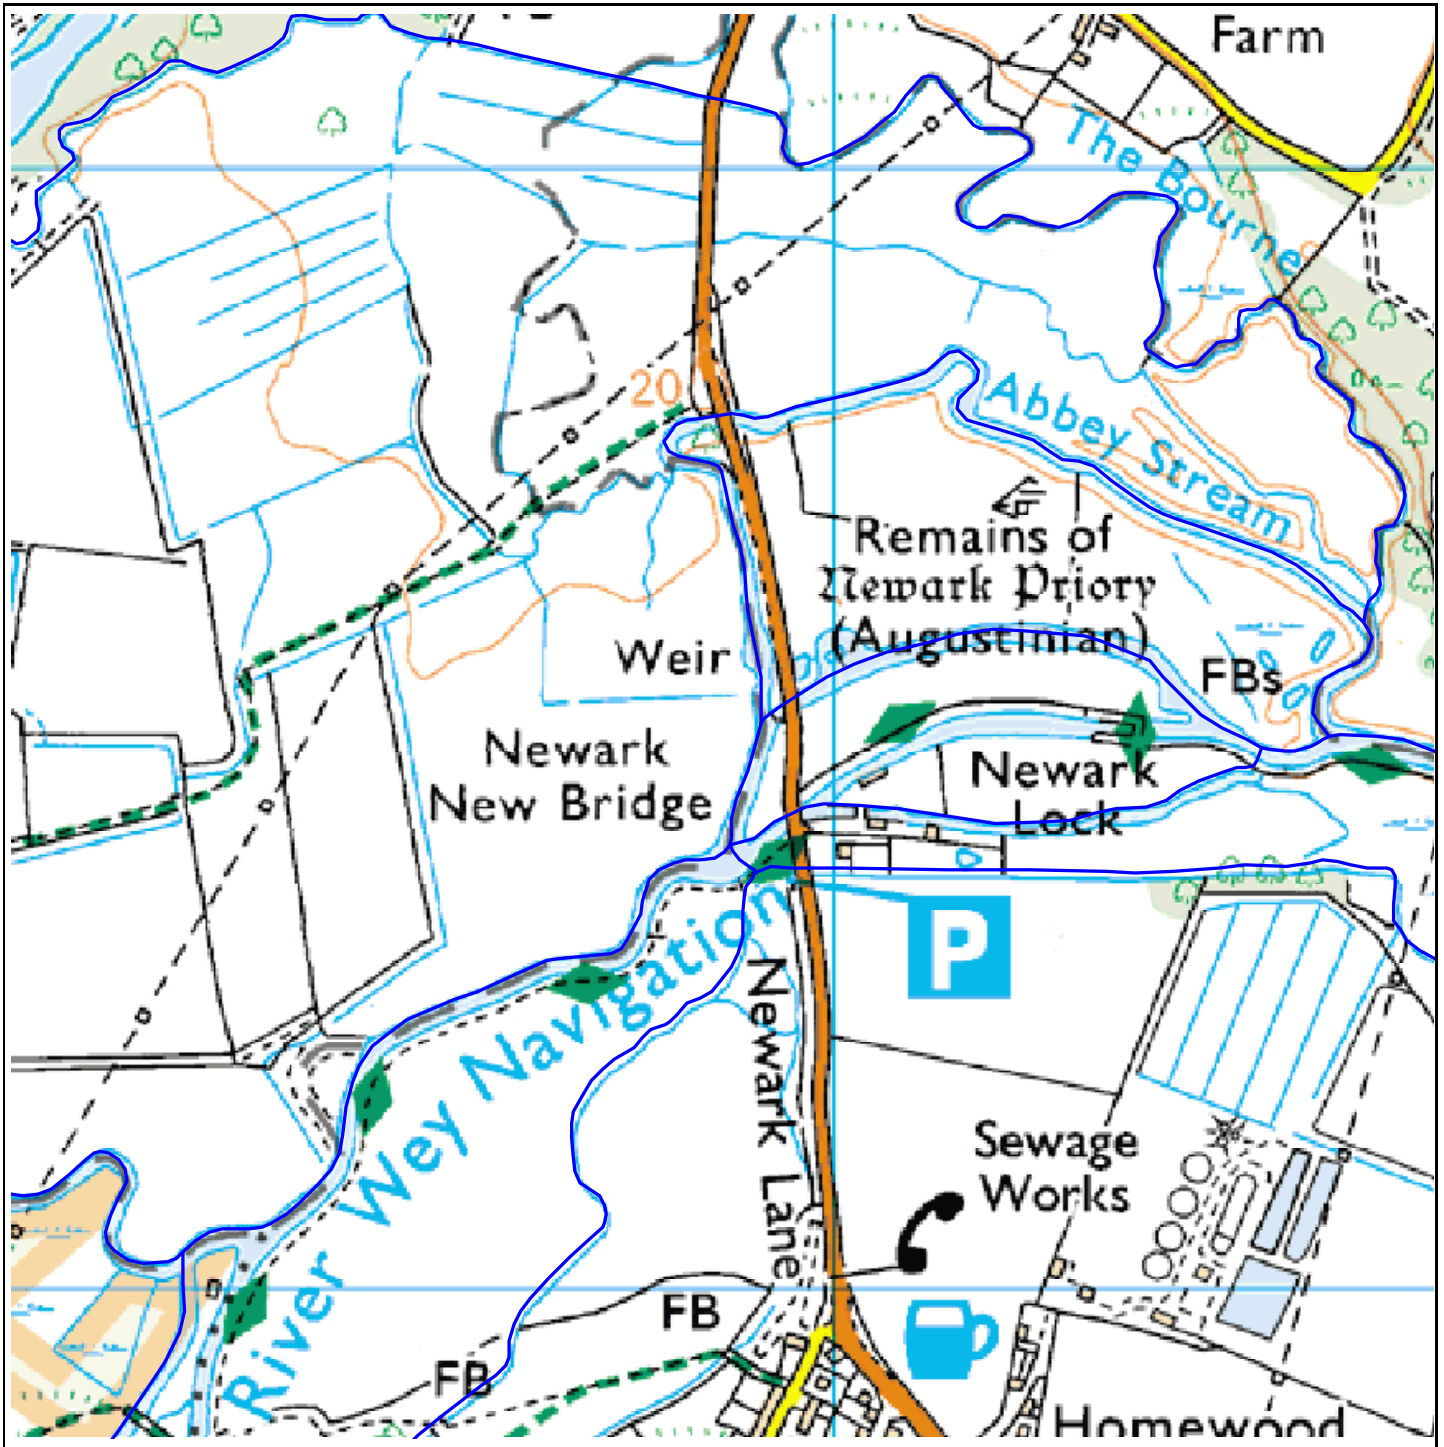 Farm
The Bourne
20
Abbey Stream
Remains of
Newark Priory
(Augustinian)
Weir
FBs
Newark
New Bridge
Newark
Lock
P
River Wey Navigation
Newark Lane
Sewage
Works
FB
FB
Homewood